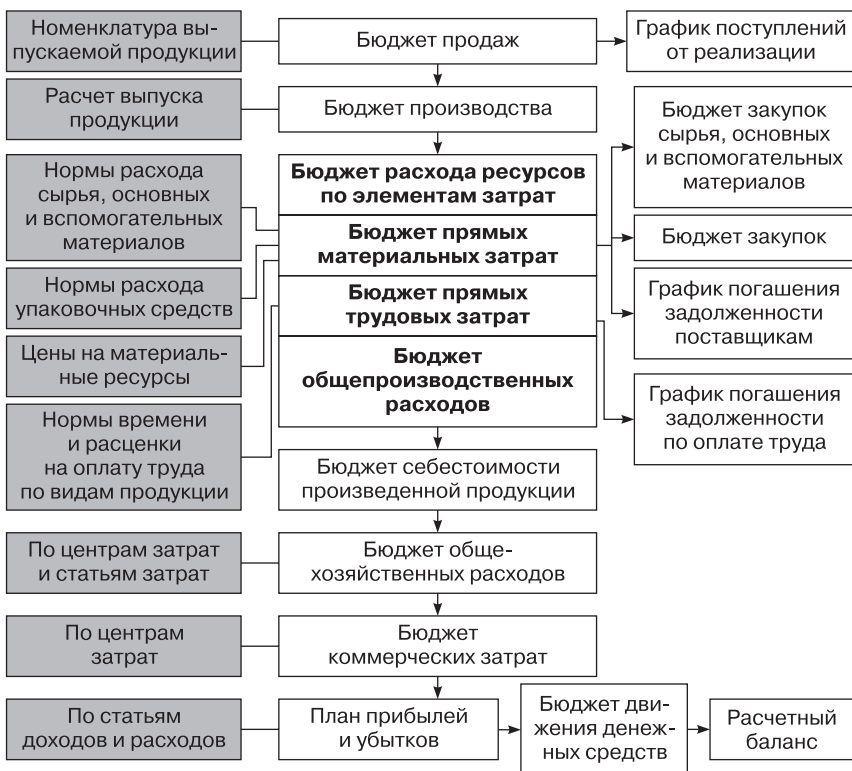 Номенклатура вы-
пускаемой продукции
Бюджет продаж
График поступлений
от реализации
Расчет выпуска
продукции
Бюджет производства
Бюджет закупок
сырья, основных
и вспомогательных
материалов
Нормы расхода
сырья, основных
и вспомогательных
материалов
Бюджет расхода ресурсов
по элементам затрат
Бюджет прямых
материальных затрат
Бюджет закупок
Нормы расхода
упаковочных средств
Бюджет прямых
трудовых затрат
График погашения
задолженности
поставщикам
Цены на материаль-
ные ресурсы
Бюджет
общепроизводственных
расходов
График погашения
задолженности
по оплате труда
Нормы времени
и расценки
на оплату труда
по видам продукции
Бюджет себестоимости
произведенной продукции
По центрам затрат
и статьям затрат
Бюджет обще-
хозяйственных расходов
По центрам
затрат
Бюджет
коммерческих затрат
По статьям
доходов и расходов
План прибылей
и убытков
Бюджет дви-
жения денеж-
ных средств
Расчетный
баланс